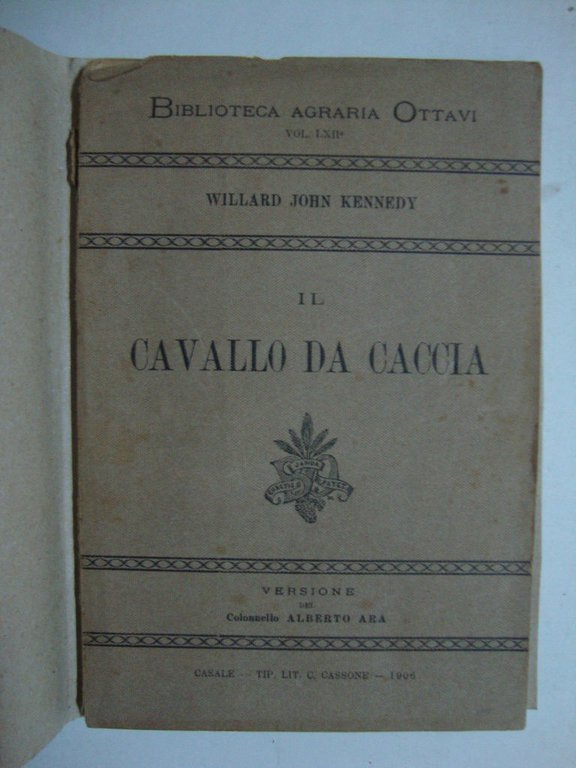 BIBLIOTECA AGRARIA OTTAVI
VOL. LXIIº
WILLARD JOHN KENNEDY
IL
CAVALLO DA CACCIA
VERSIONE
DEL
Colonnello ALBERTO ARA
CASALE — TIP. LIT. C. CASSONE — 1906